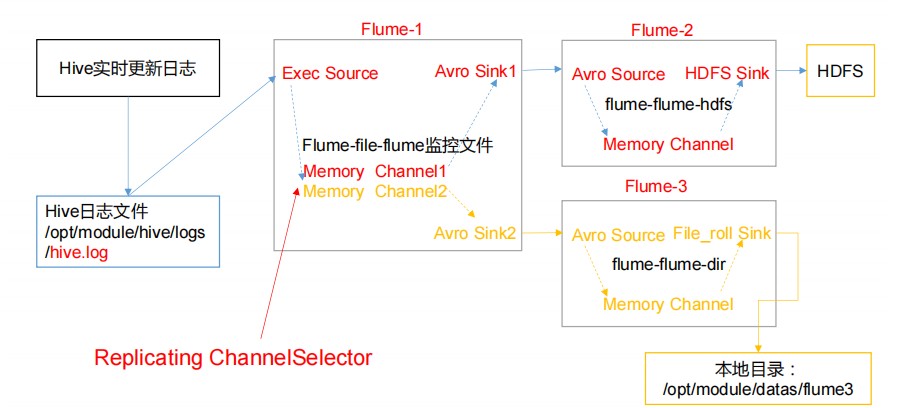 Hive实时更新日志
Hive日志文件
/opt/module/hive/logs
/hive.log
Flume-1
Exec Source
Avro Sink1
Flume-file-flume监控文件
Memory Channel1
Memory Channel2
Avro Sink2
Replicating ChannelSelector
Flume-2
Avro Source
HDFS Sink
flume-flume-hdfs
Memory Channel
HDFS
Flume-3
Avro Source
File_roll Sink
flume-flume-dir
Memory Channel
本地目录：
/opt/module/datas/flume3